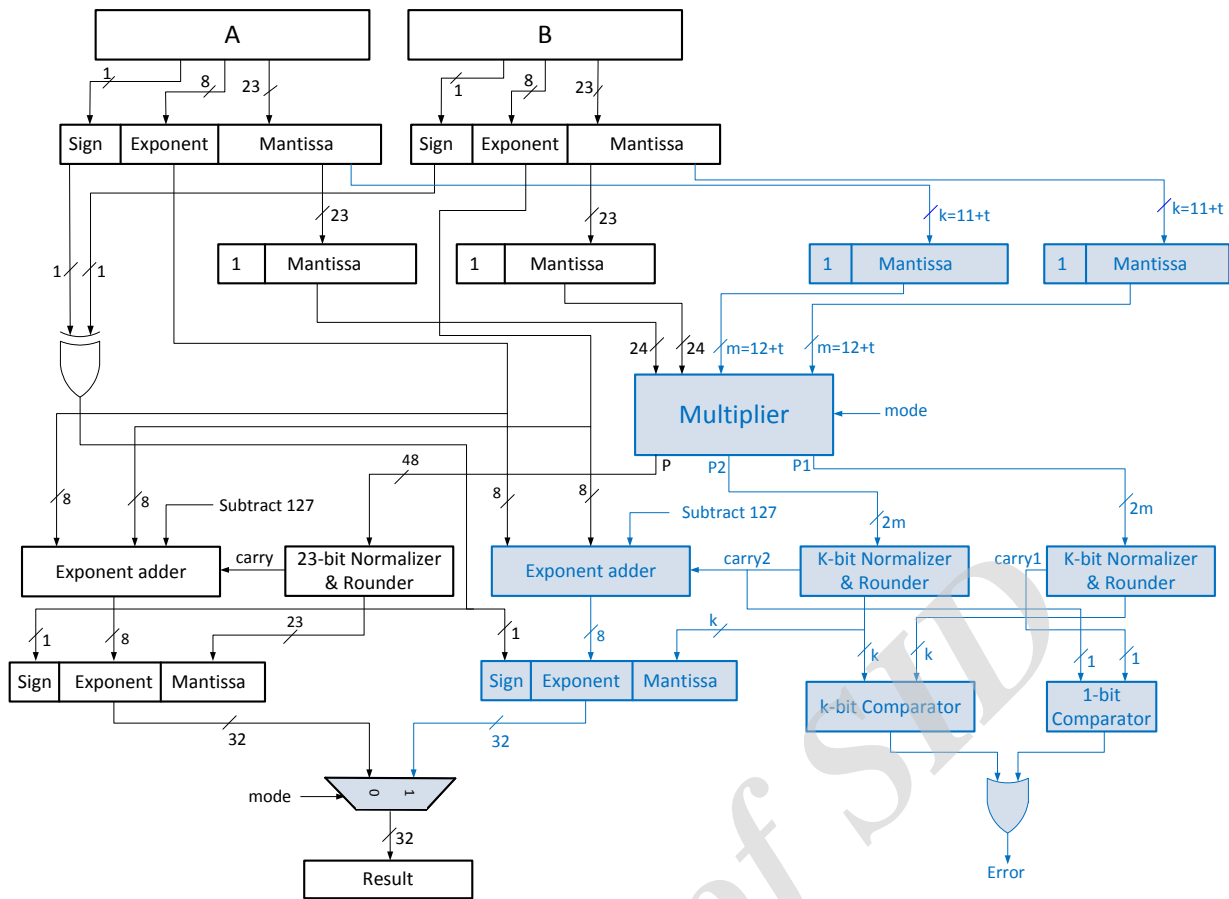 A
B
1
8
23
1
8
23
Sign
Exponent
Mantissa
Sign
Exponent
Mantissa
23
23
k=11+t
k=11+t
1
Mantissa
1
Mantissa
1
Mantissa
1
Mantissa
1
1
24
24
m=12+t
m=12+t
Multiplier
mode
P
P2
P1
48
8
8
8
8
Subtract 127
Subtract 127
2m
2m
Exponent adder
carry
23-bit Normalizer
& Rounder
Exponent adder
carry2
K-bit Normalizer
& Rounder
carry1
K-bit Normalizer
& Rounder
1
8
23
1
8
k
k
k
1
1
Sign
Exponent
Mantissa
Sign
Exponent
Mantissa
k-bit Comparator
1-bit
Comparator
32
32
mode
0
1
32
Result
Error
of SID